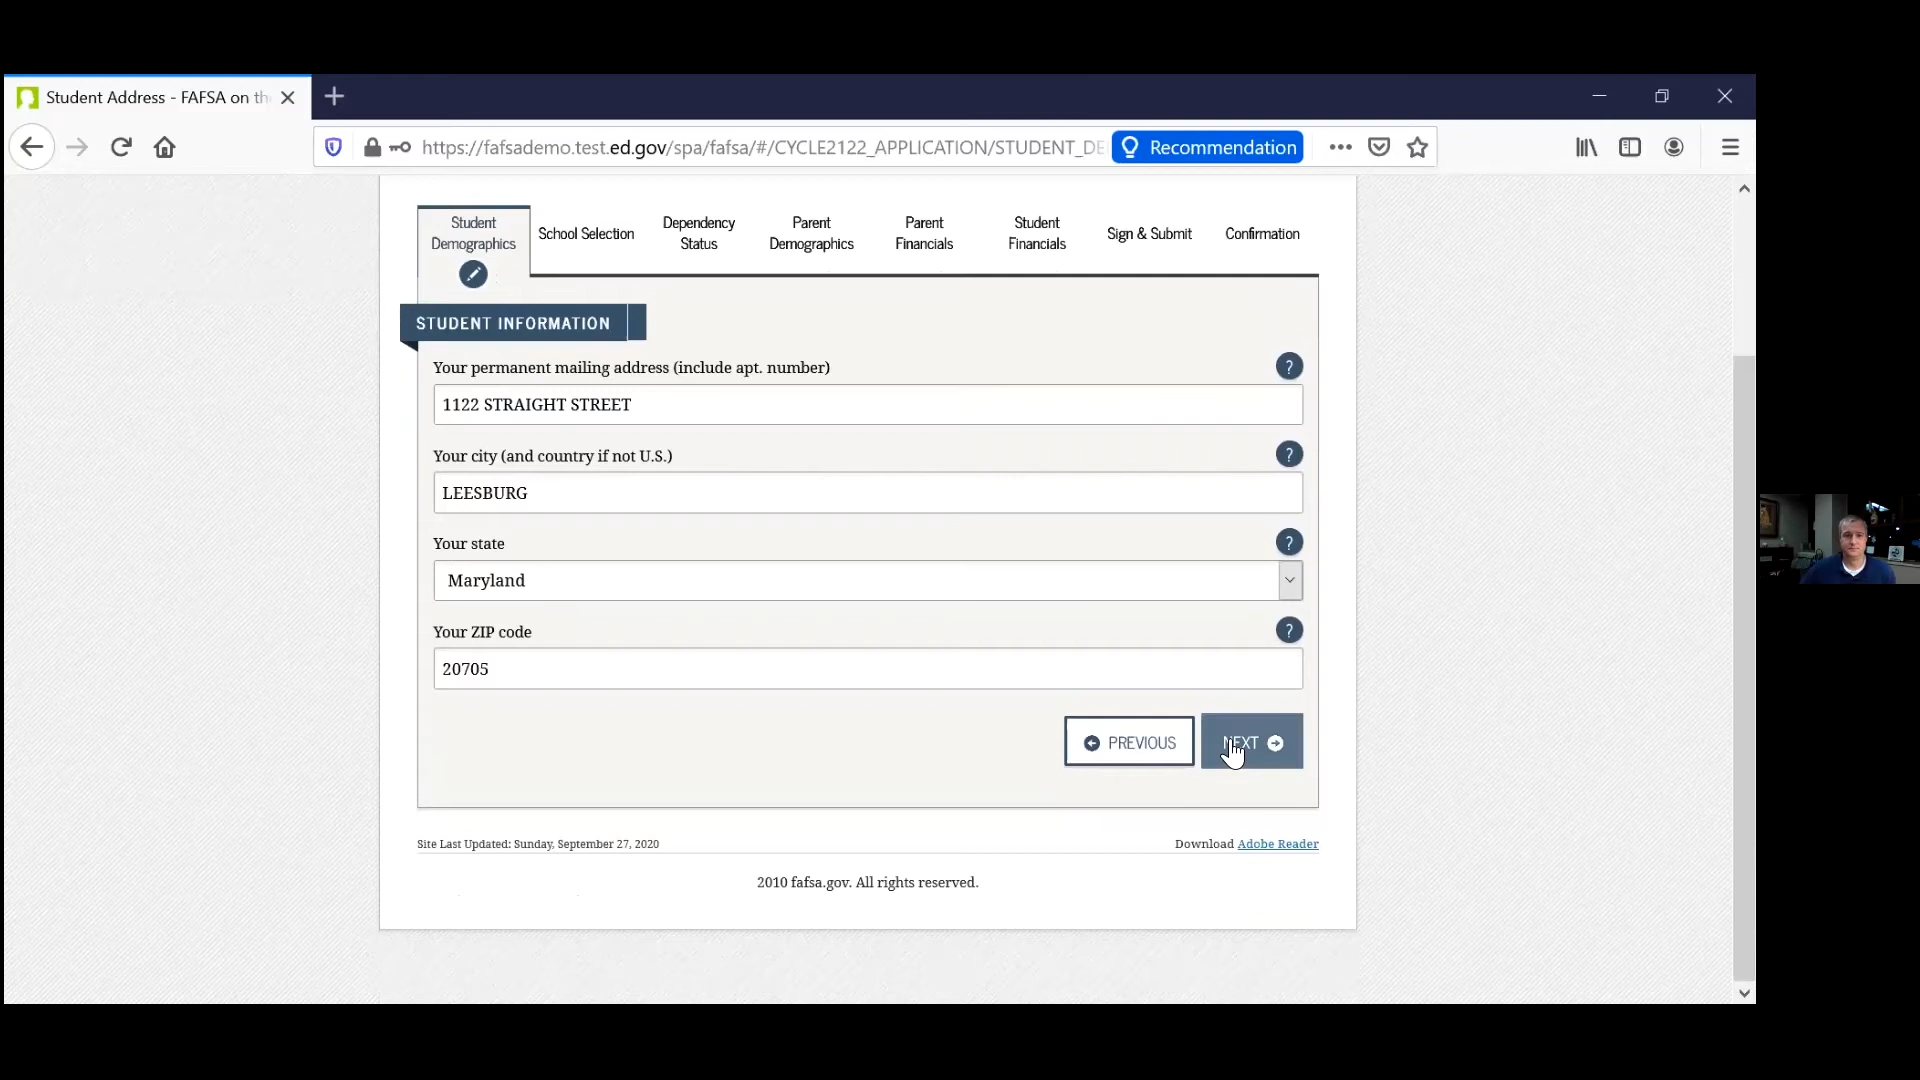 Student Address - FAFSA on th
https://fafsademo.test.ed.gov/spa/fafsa/#/CYCLE2122_APPLICATION/STUDENT_DE
Recommendation
Student Demographics
School Selection
Dependency Status
Parent Demographics
Parent Financials
Student Financials
Sign & Submit
Confirmation
STUDENT INFORMATION
Your permanent mailing address (include apt. number)
?
1122 STRAIGHT STREET
Your city (and country if not U.S.)
?
LEESBURG
Your state
?
Maryland
Your ZIP code
?
20705
PREVIOUS
NEXT
Site Last Updated: Sunday, September 27, 2020
Download Adobe Reader
2010 fafsa.gov. All rights reserved.